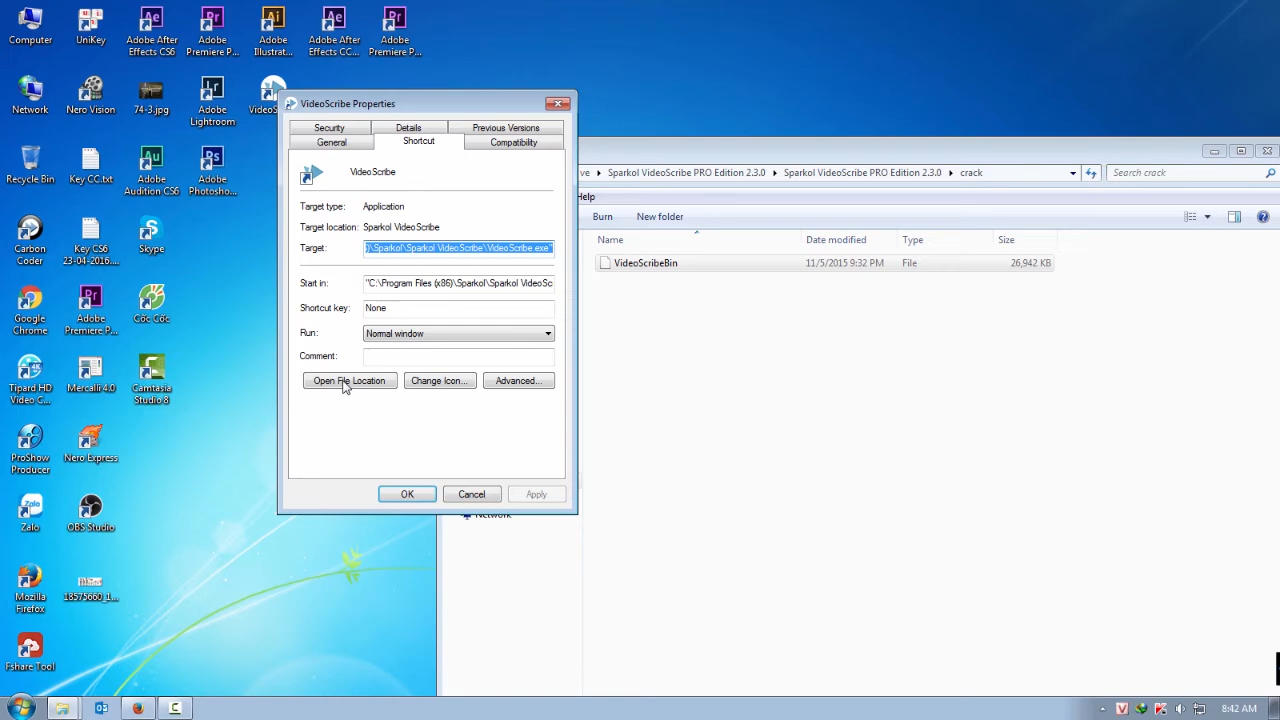 Computer
UniKey
Adobe After
Effects CS6
Adobe
Premiere P...
Adobe
Illustrat...
Adobe After
Effects CC...
Adobe
Premiere P...
Network
Nero Vision
74-3.jpg
Adobe
Lightroom
Recycle Bin
Key CC.txt
Adobe
Audition CS6
Adobe
Photosho...
Carbon
Coder
Key CS6
23-04-2016...
Skype
Google
Chrome
Adobe
Premiere P...
Cốc Cốc
Tipard HD
Video C...
Mercalli 4.0
Camtasia
Studio 8
ProShow
Producer
Nero Express
Zalo
OBS Studio
Mozilla
Firefox
18575660_1...
Fshare Tool
VideoScribe Properties
Security
Details
Previous Versions
General
Shortcut
Compatibility
VideoScribe
Target type: Application
Target location: Sparkol VideoScribe
Target: )\Sparkol\Sparkol VideoScribe\VideoScribe.exe"
Start in: "C:\Program Files (x86)\Sparkol\Sparkol VideoSc
Shortcut key: None
Run: Normal window
Comment:
Open File Location
Change Icon...
Advanced...
OK
Cancel
Apply
ve Sparkol VideoScribe PRO Edition 2.3.0 Sparkol VideoScribe PRO Edition 2.3.0 crack
Search crack
Help
Burn New folder
Name Date modified Type Size
VideoScribeBin 11/5/2015 9:32 PM File 26,942 KB
Network
8:42 AM